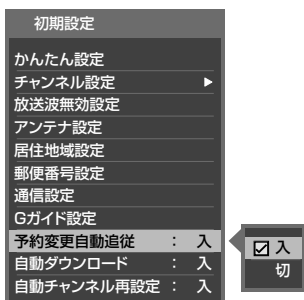 初期設定
かんたん設定
チャンネル設定
放送波無効設定
アンテナ設定
居住地域設定
郵便番号設定
通信設定
Gガイド設定
予約変更自動追従 : 入
自動ダウンロード : 入
自動チャンネル再設定 : 入
入
切